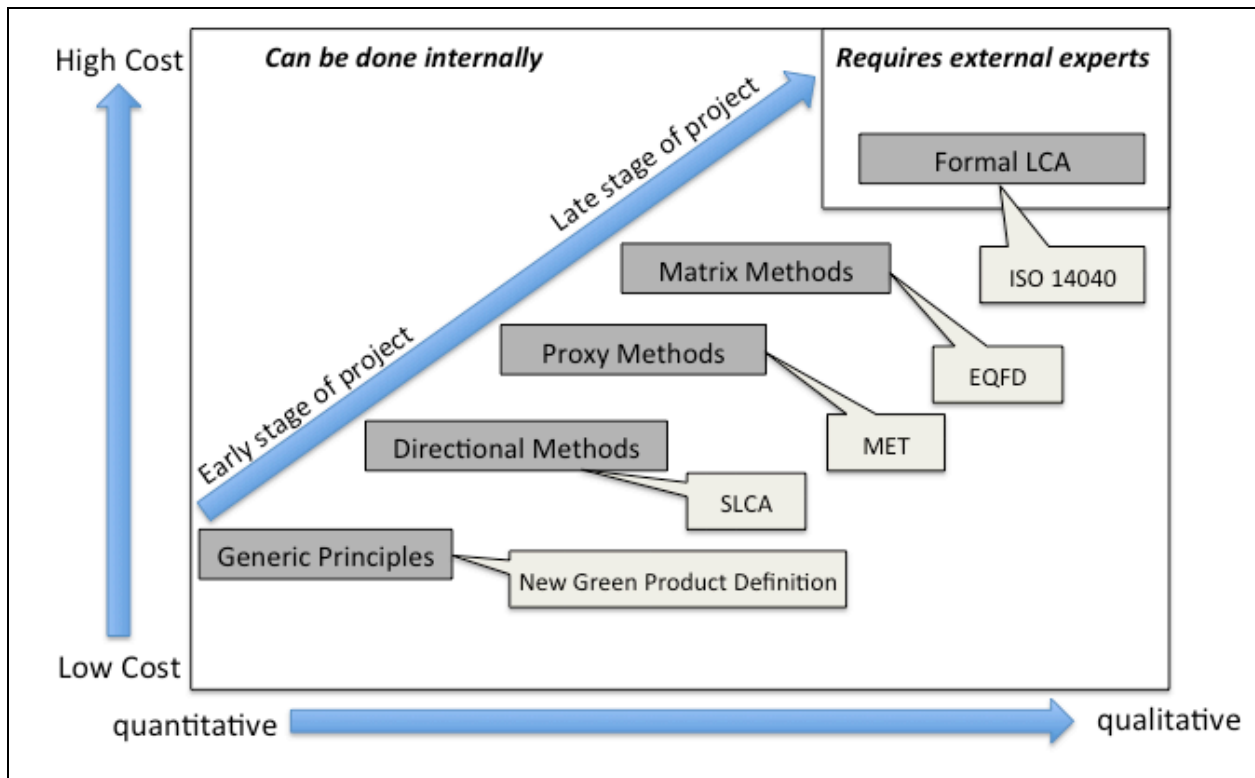 High Cost
Can be done internally
Requires external experts
Formal LCA
Late stage of project
Matrix Methods
ISO 14040
Proxy Methods
EQFD
Early stage of project
Directional Methods
MET
SLCA
Generic Principles
New Green Product Definition
Low Cost
quantitative
qualitative